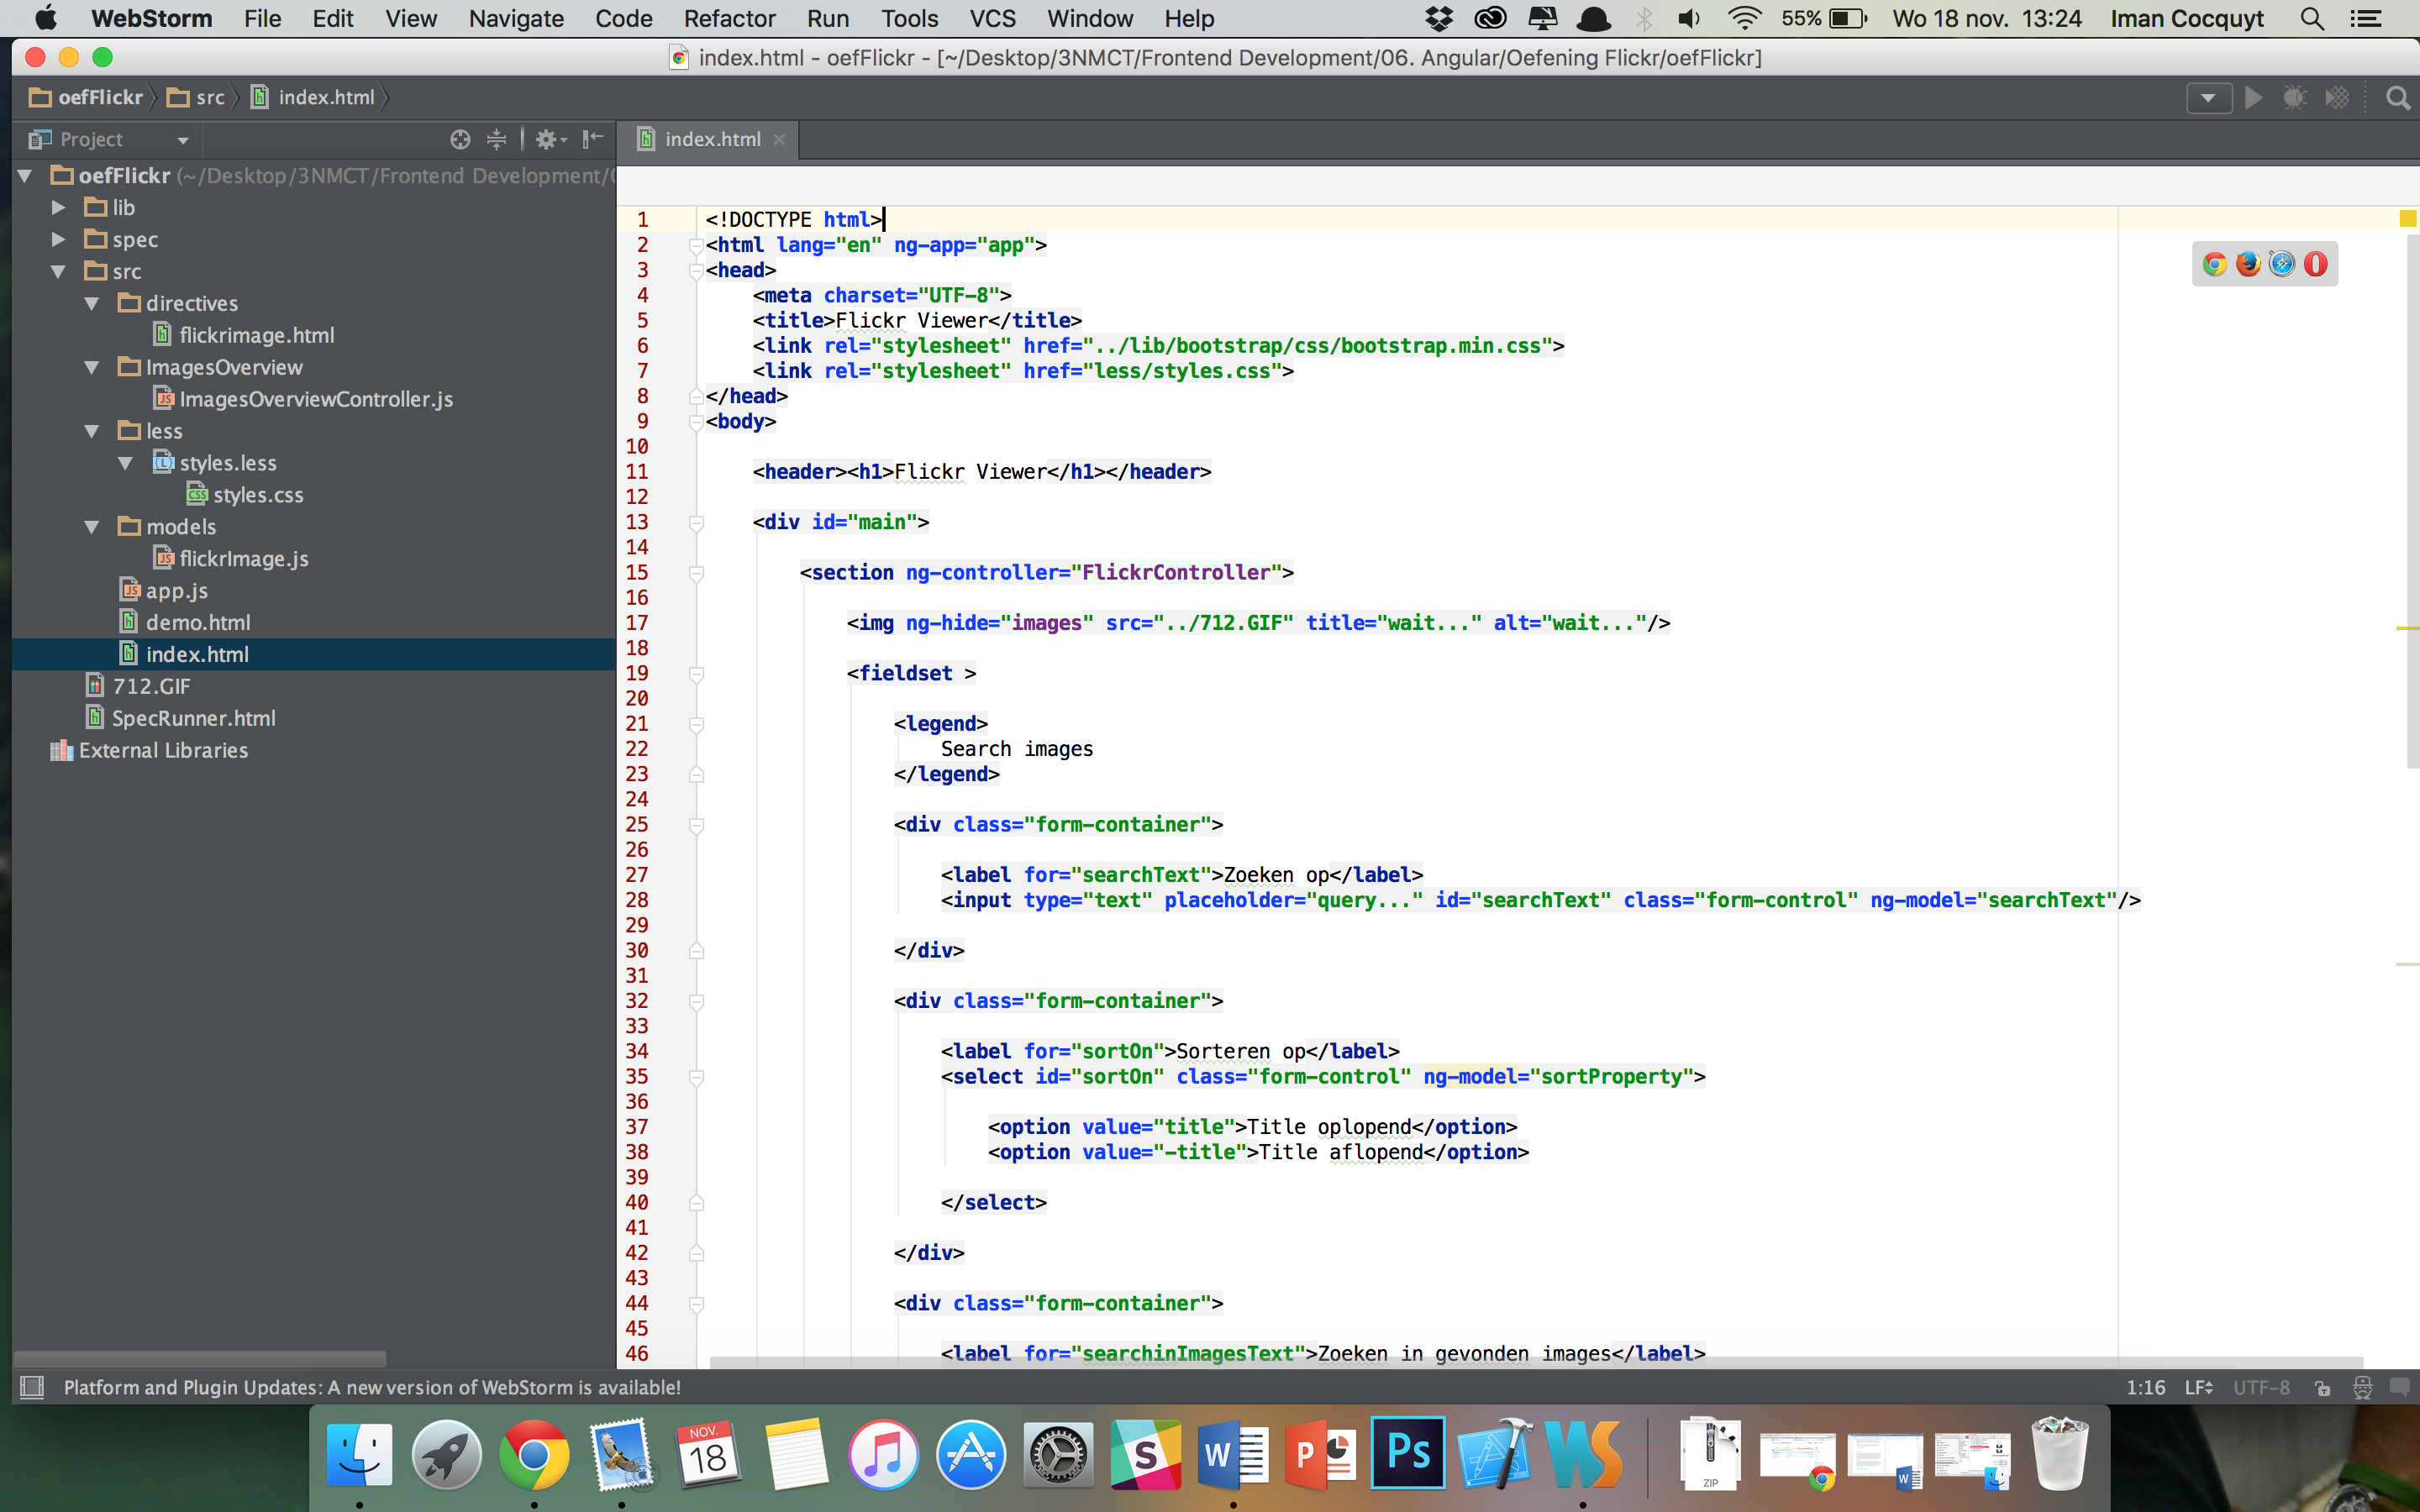 WebStorm File Edit View Navigate Code Refactor Run Tools VCS Window Help 55% Wo 18 nov. 13:24 Iman Cocquyt
index.html - oefFlickr - [~/Desktop/3NMCT/Frontend Development/06. Angular/Oefening Flickr/oefFlickr]
oefFlickr src index.html
Project
index.html
oefFlickr (~/Desktop/3NMCT/Frontend Development/
lib
spec
src
directives
flickrimage.html
ImagesOverview
ImagesOverviewController.js
less
styles.less
styles.css
models
flickrImage.js
app.js
demo.html
index.html
712.GIF
SpecRunner.html
External Libraries
1 <!DOCTYPE html>
2 <html lang="en" ng-app="app">
3 <head>
4 <meta charset="UTF-8">
5 <title>Flickr Viewer</title>
6 <link rel="stylesheet" href="../lib/bootstrap/css/bootstrap.min.css">
7 <link rel="stylesheet" href="less/styles.css">
8 </head>
9 <body>
10
11 <header><h1>Flickr Viewer</h1></header>
12
13 <div id="main">
14
15 <section ng-controller="FlickrController">
16
17 <img ng-hide="images" src="../712.GIF" title="wait..." alt="wait..."/>
18
19 <fieldset >
20
21 <legend>
22 Search images
23 </legend>
24
25 <div class="form-container">
26
27 <label for="searchText">Zoeken op</label>
28 <input type="text" placeholder="query..." id="searchText" class="form-control" ng-model="searchText"/>
29
30 </div>
31
32 <div class="form-container">
33
34 <label for="sortOn">Sorteren op</label>
35 <select id="sortOn" class="form-control" ng-model="sortProperty">
36
37 <option value="title">Title oplopend</option>
38 <option value="-title">Title aflopend</option>
39
40 </select>
41
42 </div>
43
44 <div class="form-container">
45
46 <label for="searchinImagesText">Zoeken in gevonden images</label>
Platform and Plugin Updates: A new version of WebStorm is available! 1:16 LF UTF-8
NOV.
18
S
W
P
Ps
WS
ZIP